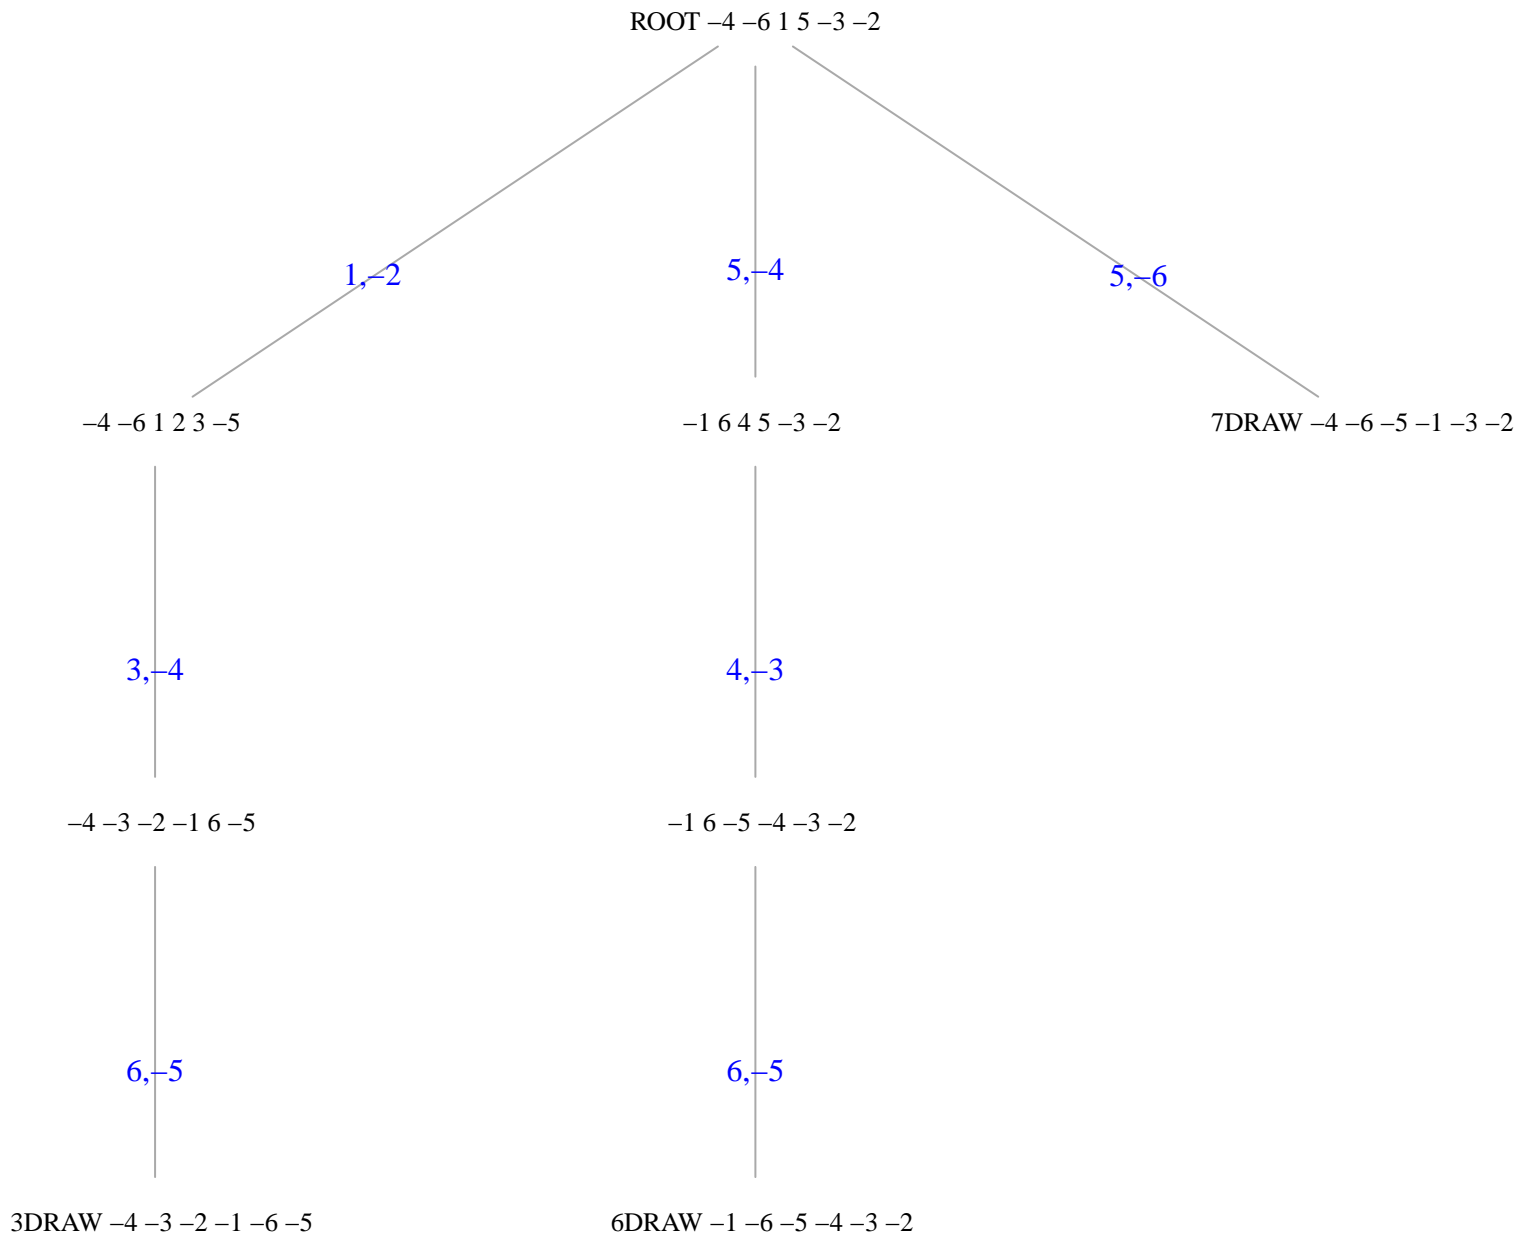 ROOT –4 –6 1 5 –3 –2
1,–2
5,–4
5,–6
–4 –6 1 2 3 –5
–1 6 4 5 –3 –2
7DRAW –4 –6 –5 –1 –3 –2
3,–4
4,–3
–4 –3 –2 –1 6 –5
–1 6 –5 –4 –3 –2
6,–5
6,–5
3DRAW –4 –3 –2 –1 –6 –5
6DRAW –1 –6 –5 –4 –3 –2